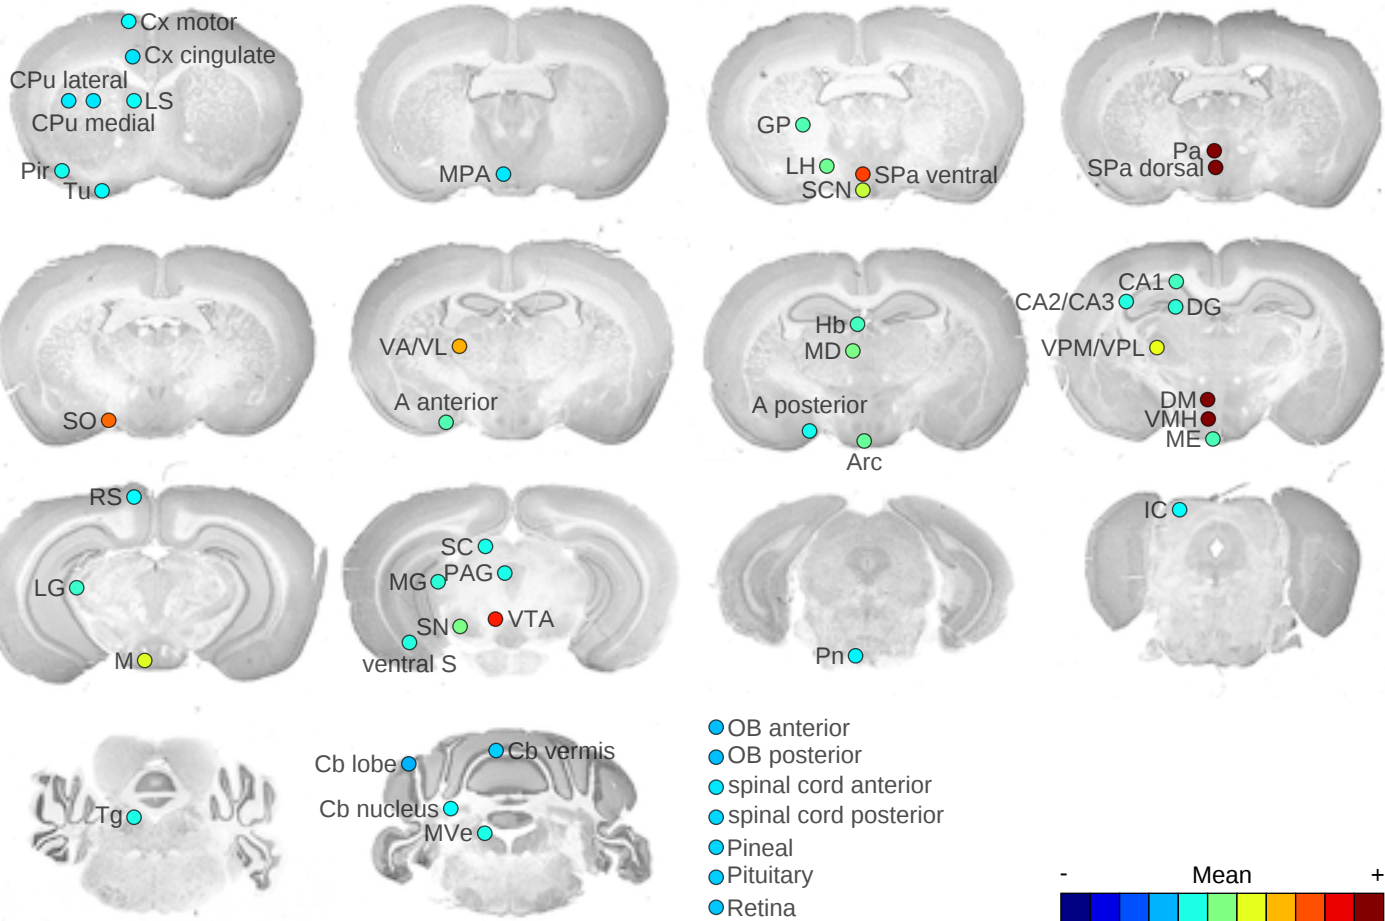 Cx motor
Cx cingulate
CPu lateral
LS
CPu medial
Pir
Tu
MPA
GP
LH
SPa ventral
SCN
Pa
SPa dorsal
SO
VA/VL
A anterior
Hb
MD
A posterior
Arc
CA1
CA2/CA3
DG
VPM/VPL
DM
VMH
ME
RS
LG
M
SC
MG
PAG
SN
VTA
ventral S
Pn
IC
Tg
Cb lobe
Cb vermis
Cb nucleus
MVe
OB anterior
OB posterior
spinal cord anterior
spinal cord posterior
Pineal
Pituitary
Retina
- Mean +